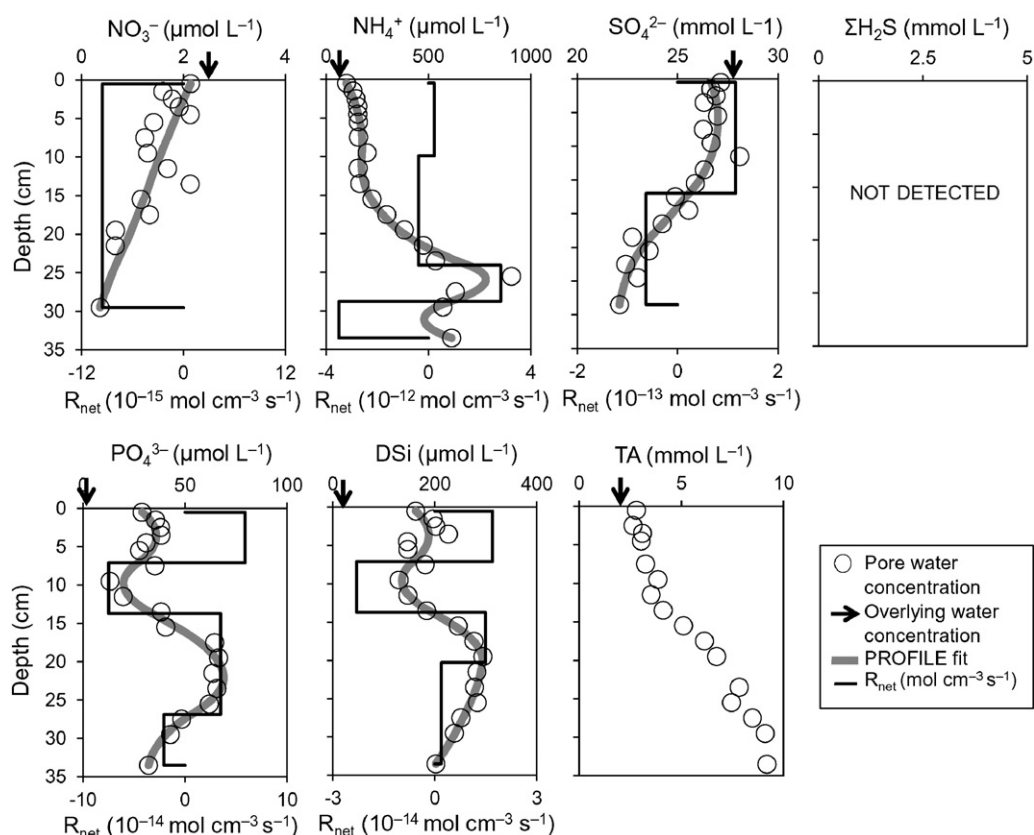 NO₃⁻ (μmol L⁻¹)
0 2 4
NH₄⁺ (μmol L⁻¹)
0 500 1000
SO₄²⁻ (mmol L⁻1)
20 25 30
ΣH₂S (mmol L⁻¹)
0 2.5 5
Depth (cm)
0
5
10
15
20
25
30
35
NOT DETECTED
-12 0 12
R_net (10⁻¹⁵ mol cm⁻³ s⁻¹)
-4 0 4
R_net (10⁻¹² mol cm⁻³ s⁻¹)
-2 0 2
R_net (10⁻¹³ mol cm⁻³ s⁻¹)
PO₄³⁻ (μmol L⁻¹)
0 50 100
DSi (μmol L⁻¹)
0 200 400
TA (mmol L⁻¹)
0 5 10
Depth (cm)
0
5
10
15
20
25
30
35
-10 0 10
R_net (10⁻¹⁴ mol cm⁻³ s⁻¹)
-3 0 3
R_net (10⁻¹⁴ mol cm⁻³ s⁻¹)
Pore water
concentration
Overlying water
concentration
PROFILE fit
R_net (mol cm⁻³ s⁻¹)